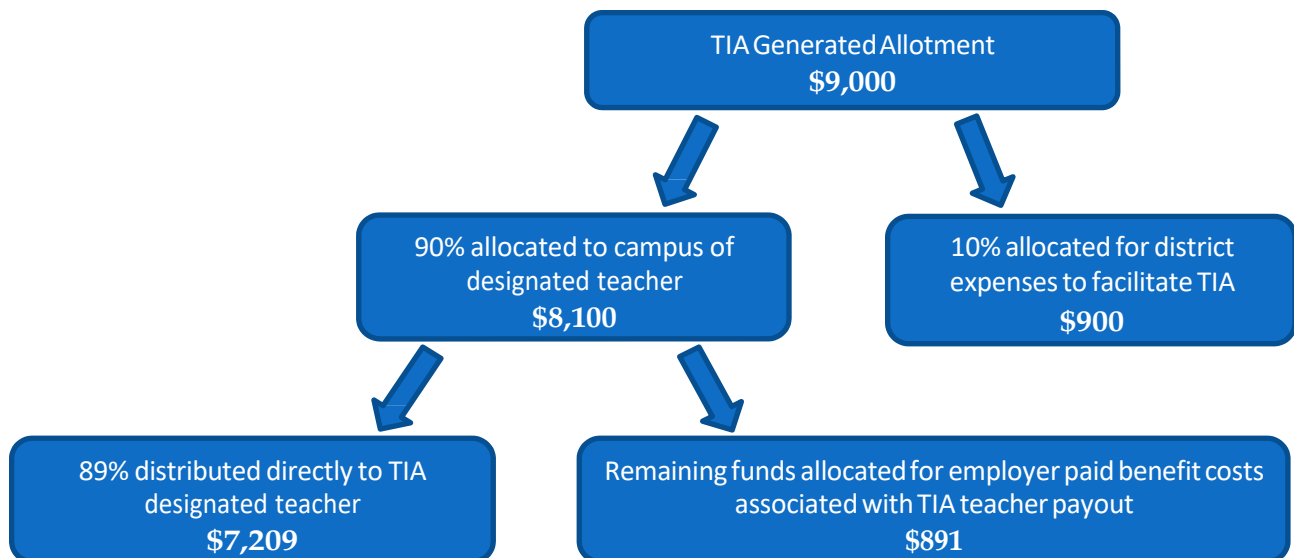 TIA Generated Allotment
$9,000
90% allocated to campus of
designated teacher
$8,100
10% allocated for district
expenses to facilitate TIA
$900
89% distributed directly to TIA
designated teacher
$7,209
Remaining funds allocated for employer paid benefit costs
associated with TIA teacher payout
$891